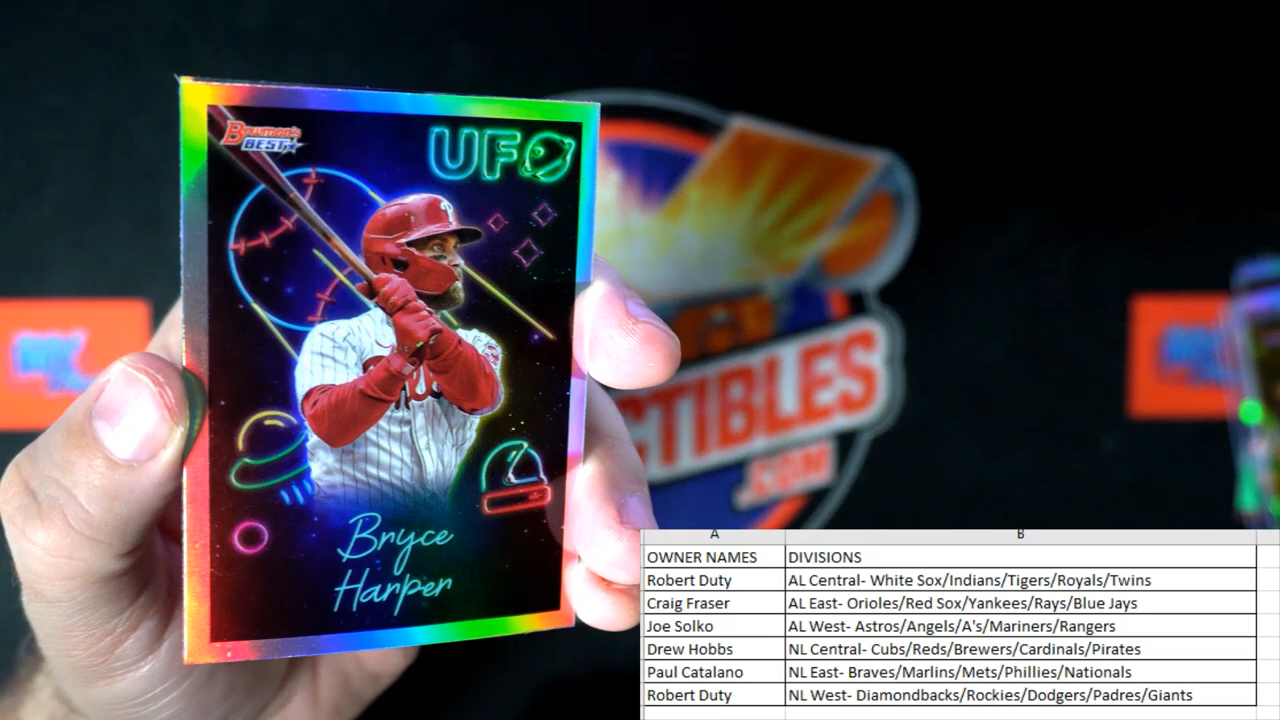 Bowman's
BEST
UFO
Bryce
Harper
CTIBLES
.COM
A
B
OWNER NAMES
DIVISIONS
Robert Duty
AL Central- White Sox/Indians/Tigers/Royals/Twins
Craig Fraser
AL East- Orioles/Red Sox/Yankees/Rays/Blue Jays
Joe Solko
AL West- Astros/Angels/A's/Mariners/Rangers
Drew Hobbs
NL Central- Cubs/Reds/Brewers/Cardinals/Pirates
Paul Catalano
NL East- Braves/Marlins/Mets/Phillies/Nationals
Robert Duty
NL West- Diamondbacks/Rockies/Dodgers/Padres/Giants